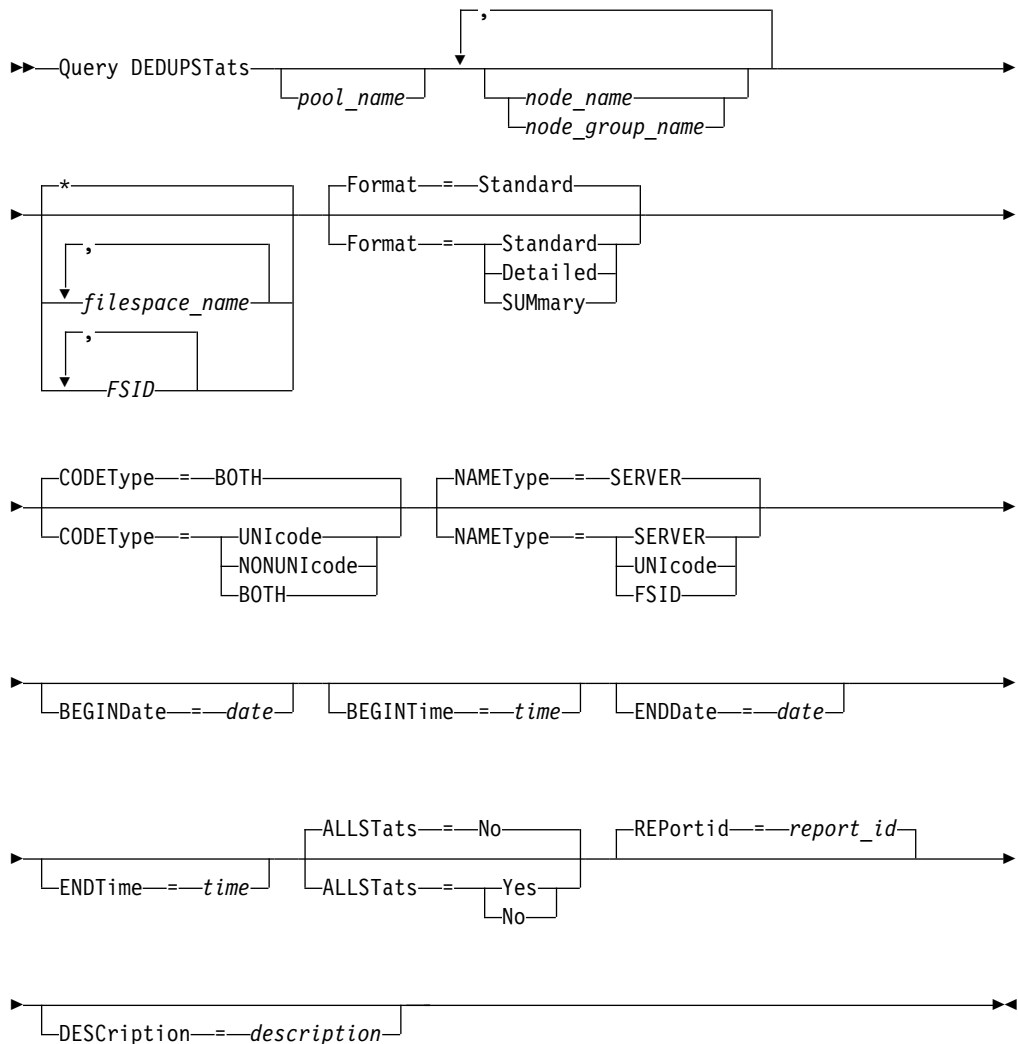 ,
Query DEDUPSTats
pool_name
node_name
node_group_name
*
,
filespace_name
,
FSID
Format = Standard
Format = Standard
Detailed
SUMmary
CODEType = BOTH
CODEType = UNIcode
NONUNIcode
BOTH
NAMEType = SERVER
NAMEType = SERVER
UNIcode
FSID
BEGINDate = date
BEGINTime = time
ENDDate = date
ENDTime = time
ALLSTats = No
ALLSTats = Yes
No
REPortid = report_id
DESCription = description